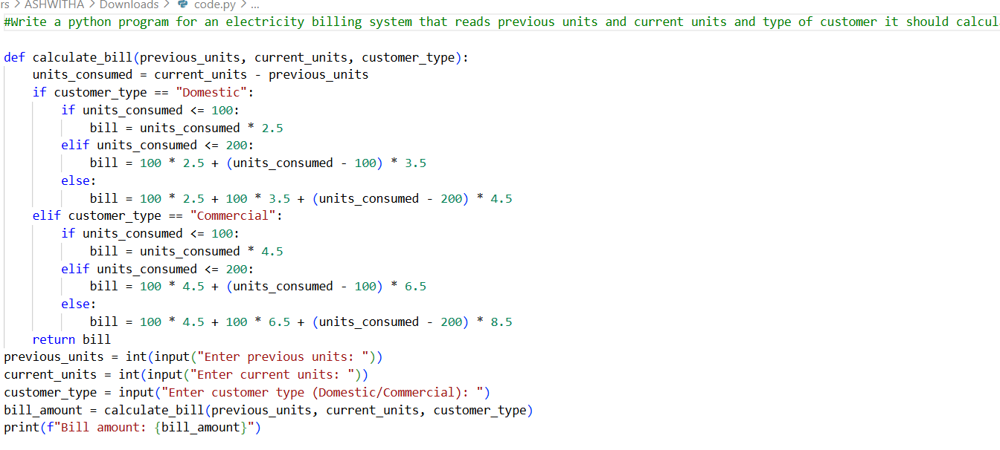 rs > ASHWITHA > Downloads > code.py > ...
#Write a python program for an electricity billing system that reads previous units and current units and type of customer it should calcul
def calculate_bill(previous_units, current_units, customer_type):
    units_consumed = current_units - previous_units
    if customer_type == "Domestic":
        if units_consumed <= 100:
            bill = units_consumed * 2.5
        elif units_consumed <= 200:
            bill = 100 * 2.5 + (units_consumed - 100) * 3.5
        else:
            bill = 100 * 2.5 + 100 * 3.5 + (units_consumed - 200) * 4.5
    elif customer_type == "Commercial":
        if units_consumed <= 100:
            bill = units_consumed * 4.5
        elif units_consumed <= 200:
            bill = 100 * 4.5 + (units_consumed - 100) * 6.5
        else:
            bill = 100 * 4.5 + 100 * 6.5 + (units_consumed - 200) * 8.5
    return bill
previous_units = int(input("Enter previous units: "))
current_units = int(input("Enter current units: "))
customer_type = input("Enter customer type (Domestic/Commercial): ")
bill_amount = calculate_bill(previous_units, current_units, customer_type)
print(f"Bill amount: {bill_amount}")